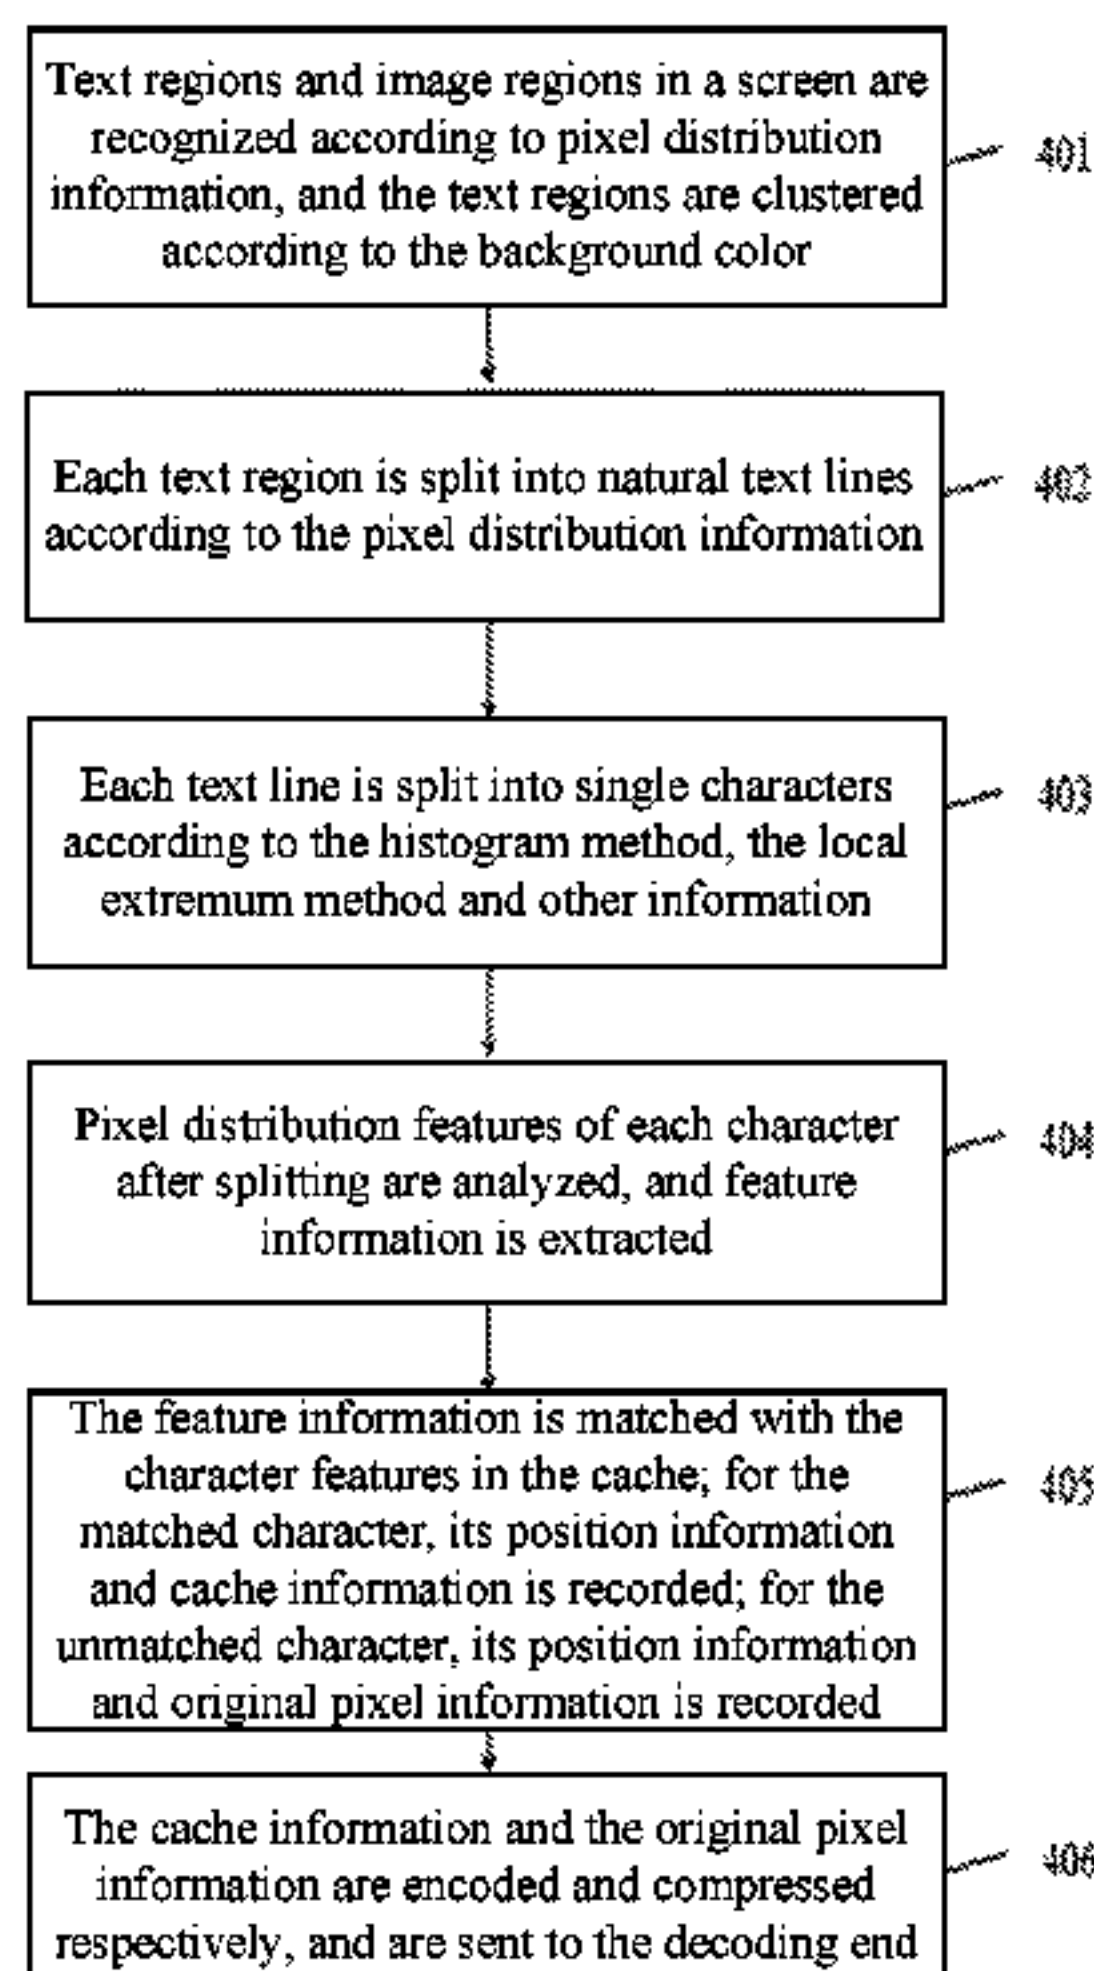 Text regions and image regions in a screen are
recognized according to pixel distribution
information, and the text regions are clustered
according to the background color
401
Each text region is split into natural text lines
according to the pixel distribution information
402
Each text line is split into single characters
according to the histogram method, the local
extremum method and other information
403
Pixel distribution features of each character
after splitting are analyzed, and feature
information is extracted
404
The feature information is matched with the
character features in the cache; for the
matched character, its position information
and cache information is recorded; for the
unmatched character, its position information
and original pixel information is recorded
405
The cache information and the original pixel
information are encoded and compressed
respectively, and are sent to the decoding end
406